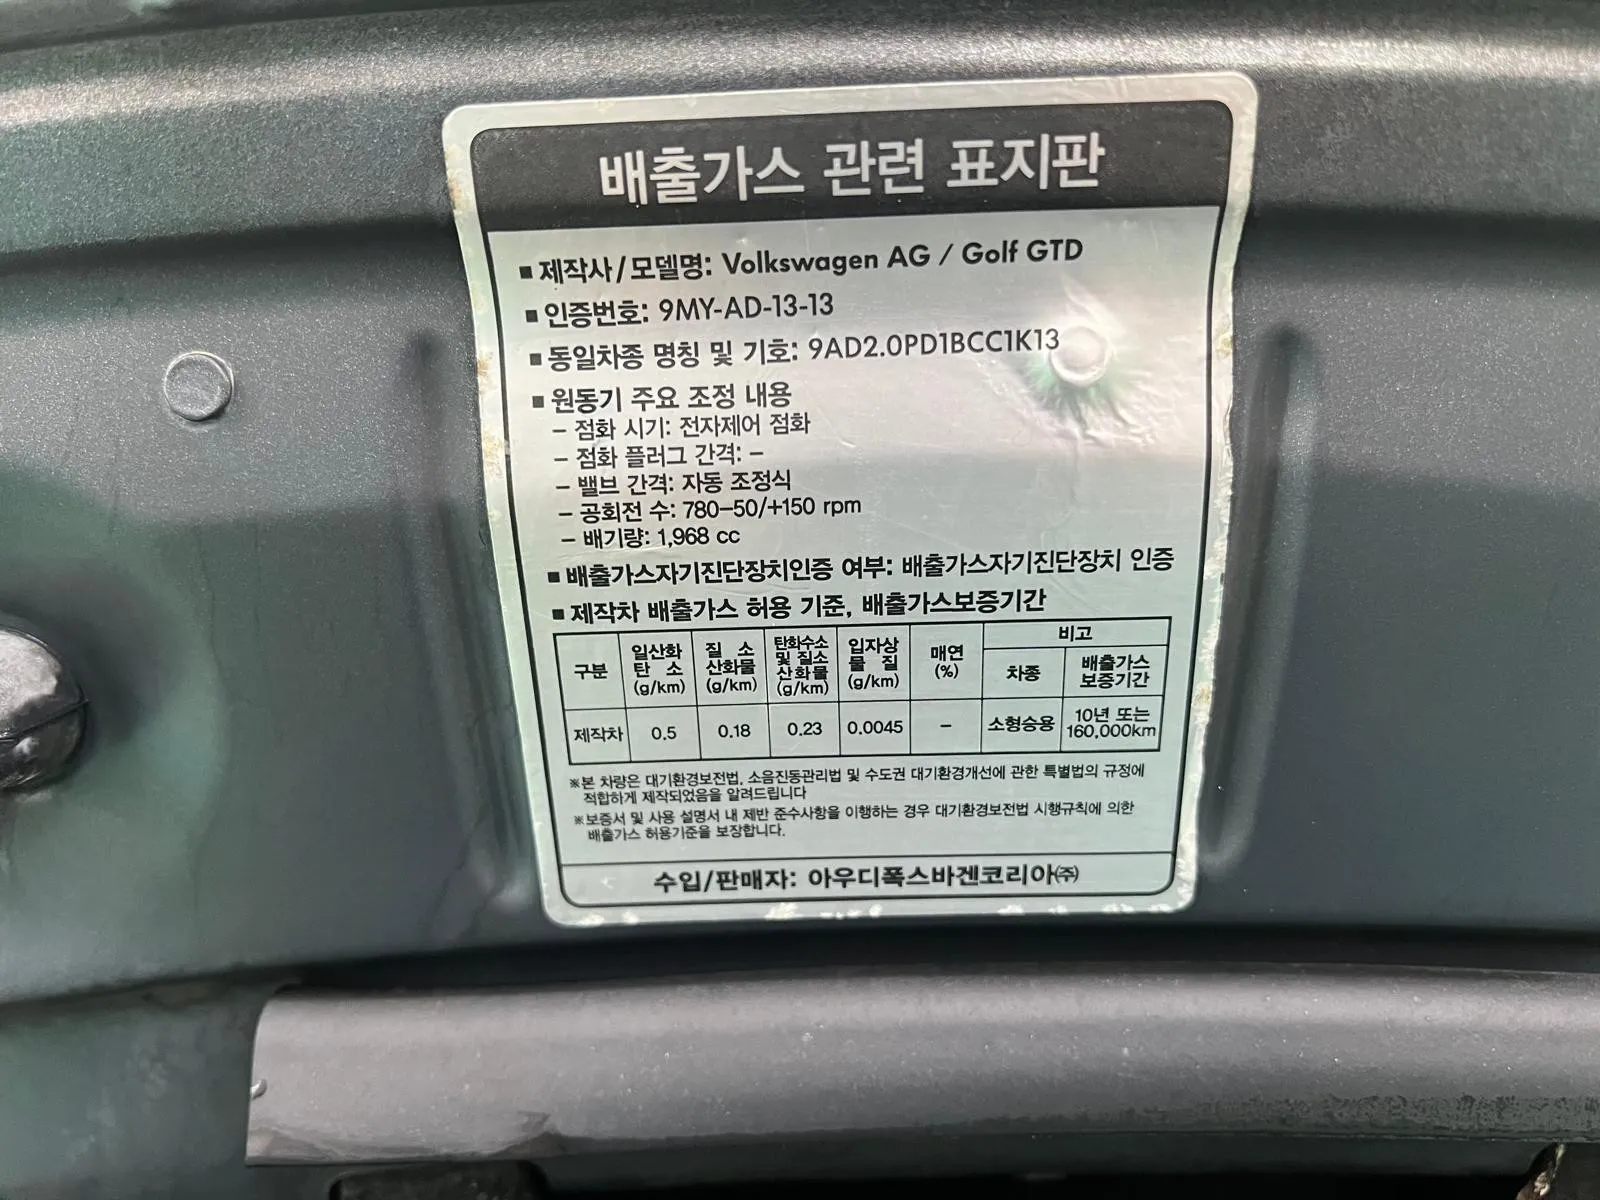 배출가스 관련 표지판
■ 제작사/모델명: Volkswagen AG / Golf GTD
■ 인증번호: 9MY-AD-13-13
■ 동일차종 명칭 및 기호: 9AD2.0PD1BCC1K13
■ 원동기 주요 조정 내용
– 점화 시기: 전자제어 점화
– 점화 플러그 간격: –
– 밸브 간격: 자동 조정식
– 공회전 수: 780–50/+150 rpm
– 배기량: 1,968 cc
■ 배출가스자기진단장치인증 여부: 배출가스자기진단장치 인증
■ 제작차 배출가스 허용 기준, 배출가스보증기간
구분 일산화탄소(g/km) 질소산화물(g/km) 탄화수소및질소산화물(g/km) 입자상물질(g/km) 매연(%) 비고
차종 배출가스보증기간
제작차 0.5 0.18 0.23 0.0045 – 소형승용 10년 또는 160,000km
※본 차량은 대기환경보전법, 소음진동관리법 및 수도권 대기환경개선에 관한 특별법의 규정에
적합하게 제작되었음을 알려드립니다
※보증서 및 사용 설명서 내 제반 준수사항을 이행하는 경우 대기환경보전법 시행규칙에 의한
배출가스 허용기준을 보장합니다.
수입/판매자: 아우디폭스바겐코리아㈜